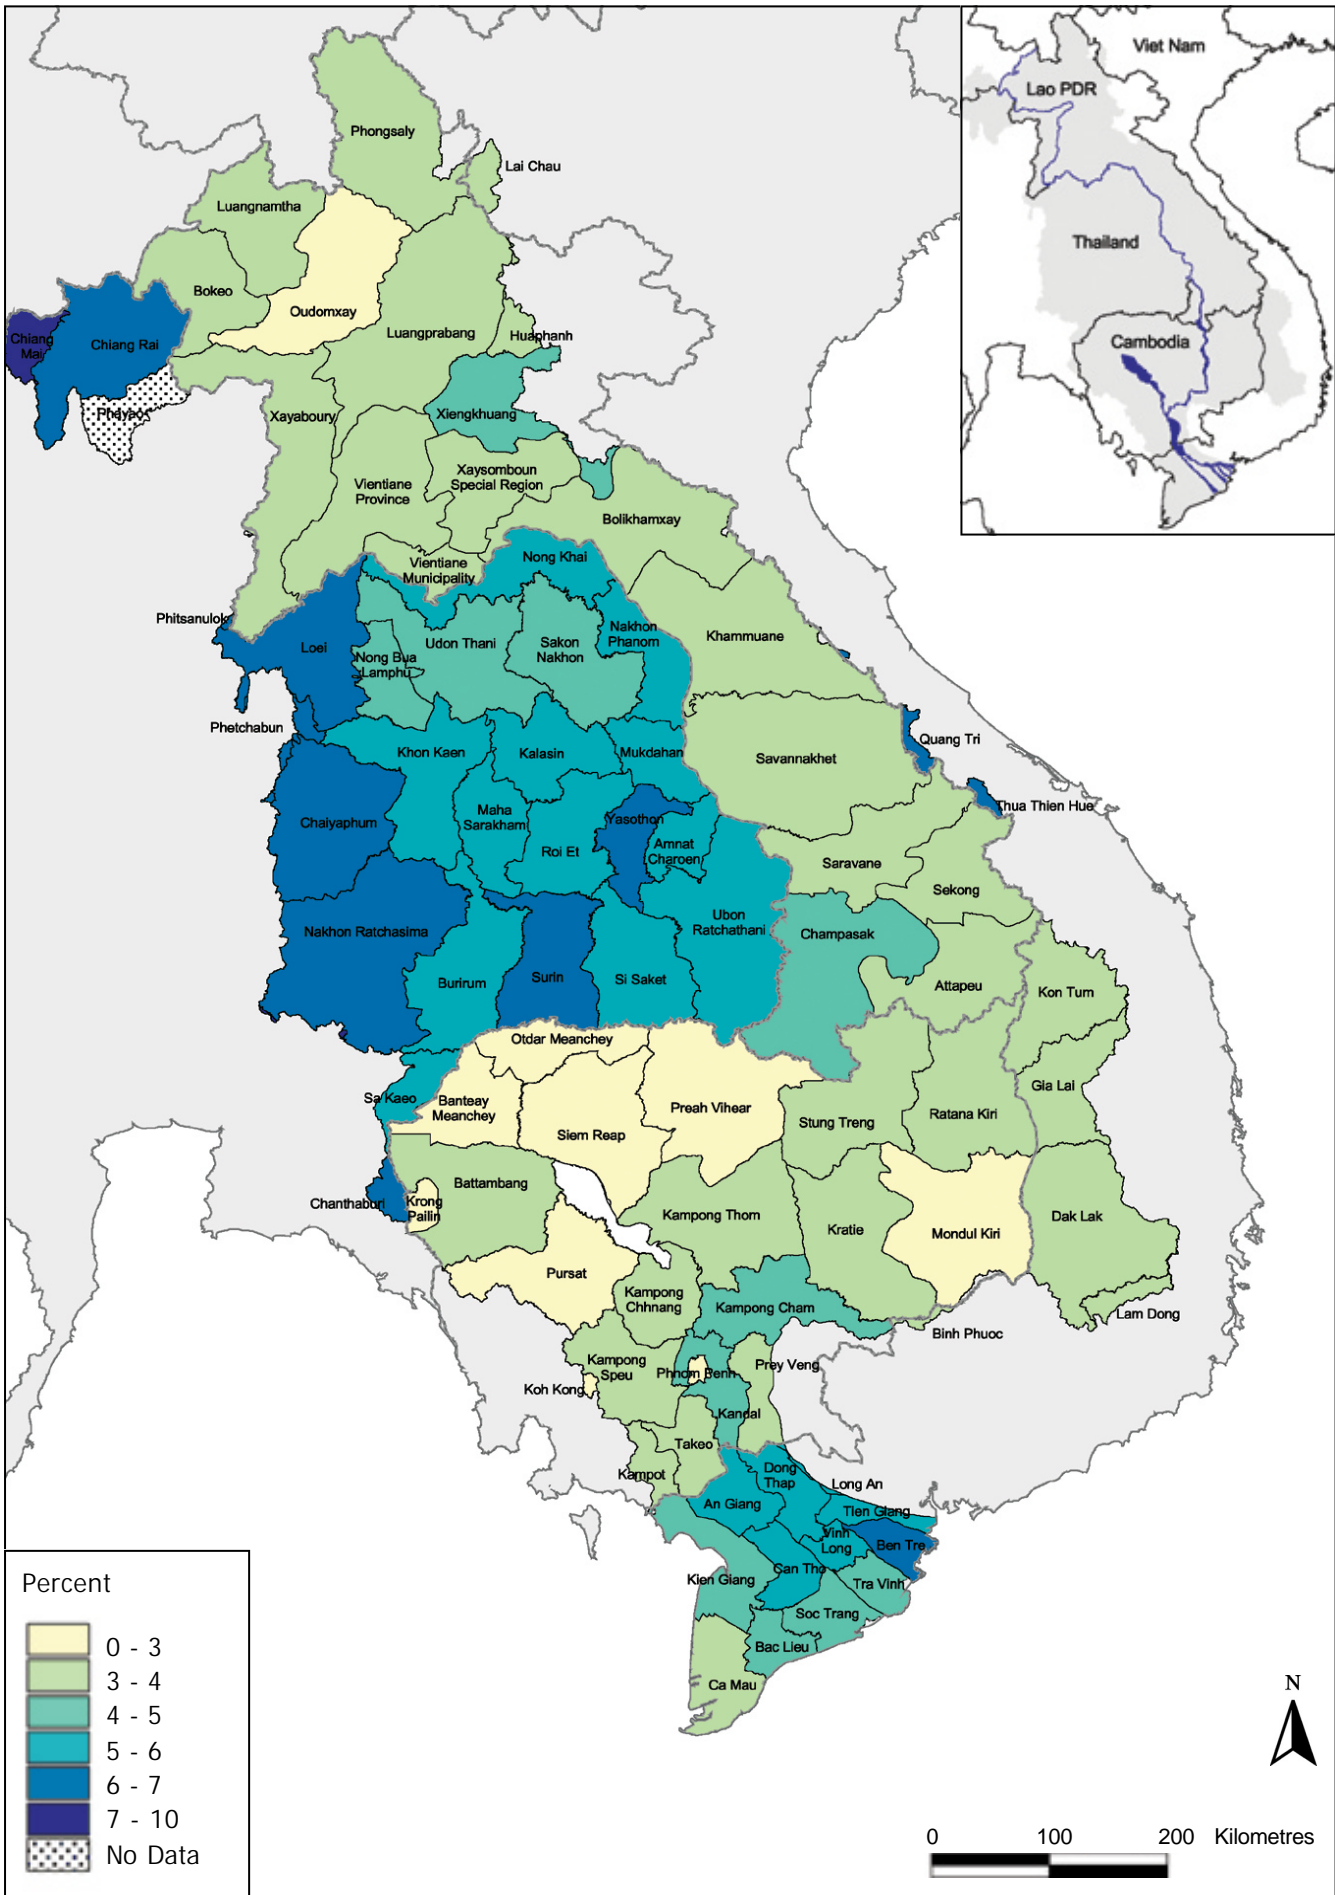 Viet Nam
Lao PDR
Thailand
Cambodia
Phongsaly
Lai Chau
Luangnamtha
Bokeo
Oudomxay
Luangprabang
Huaphanh
Chiang
Mai
Chiang Rai
Phayao
Xayaboury
Xiengkhuang
Vientiane
Province
Xaysomboun
Special Region
Bolikhamxay
Vientiane
Municipality
Nong Khai
Phitsanulok
Loei
Nong Bua
Lamphu
Udon Thani
Sakon
Nakhon
Nakhon
Phanom
Khammuane
Phetchabun
Khon Kaen
Kalasin
Mukdahan
Savannakhet
Quang Tri
Thua Thien Hue
Chaiyaphum
Maha
Sarakham
Roi Et
Yasothon
Amnat
Charoen
Saravane
Sekong
Nakhon Ratchasima
Ubon
Ratchathani
Champasak
Burirum
Surin
Si Saket
Attapeu
Kon Tum
Otdar Meanchey
Sa Kaeo
Banteay
Meanchey
Siem Reap
Preah Vihear
Stung Treng
Ratana Kiri
Gia Lai
Chanthaburi
Krong
Pailin
Battambang
Kampong Thom
Kratie
Mondul Kiri
Dak Lak
Pursat
Kampong
Chhnang
Kampong Cham
Lam Dong
Binh Phuoc
Kampong
Speu
Phnom Penh
Prey Veng
Koh Kong
Kandal
Takeo
Kampot
Dong
Thap
Long An
An Giang
Tien Giang
Vinh
Long
Ben Tre
Can Tho
Kien Giang
Tra Vinh
Soc Trang
Bac Lieu
Ca Mau
Percent
0 - 3
3 - 4
4 - 5
5 - 6
6 - 7
7 - 10
No Data
N
0 100 200 Kilometres